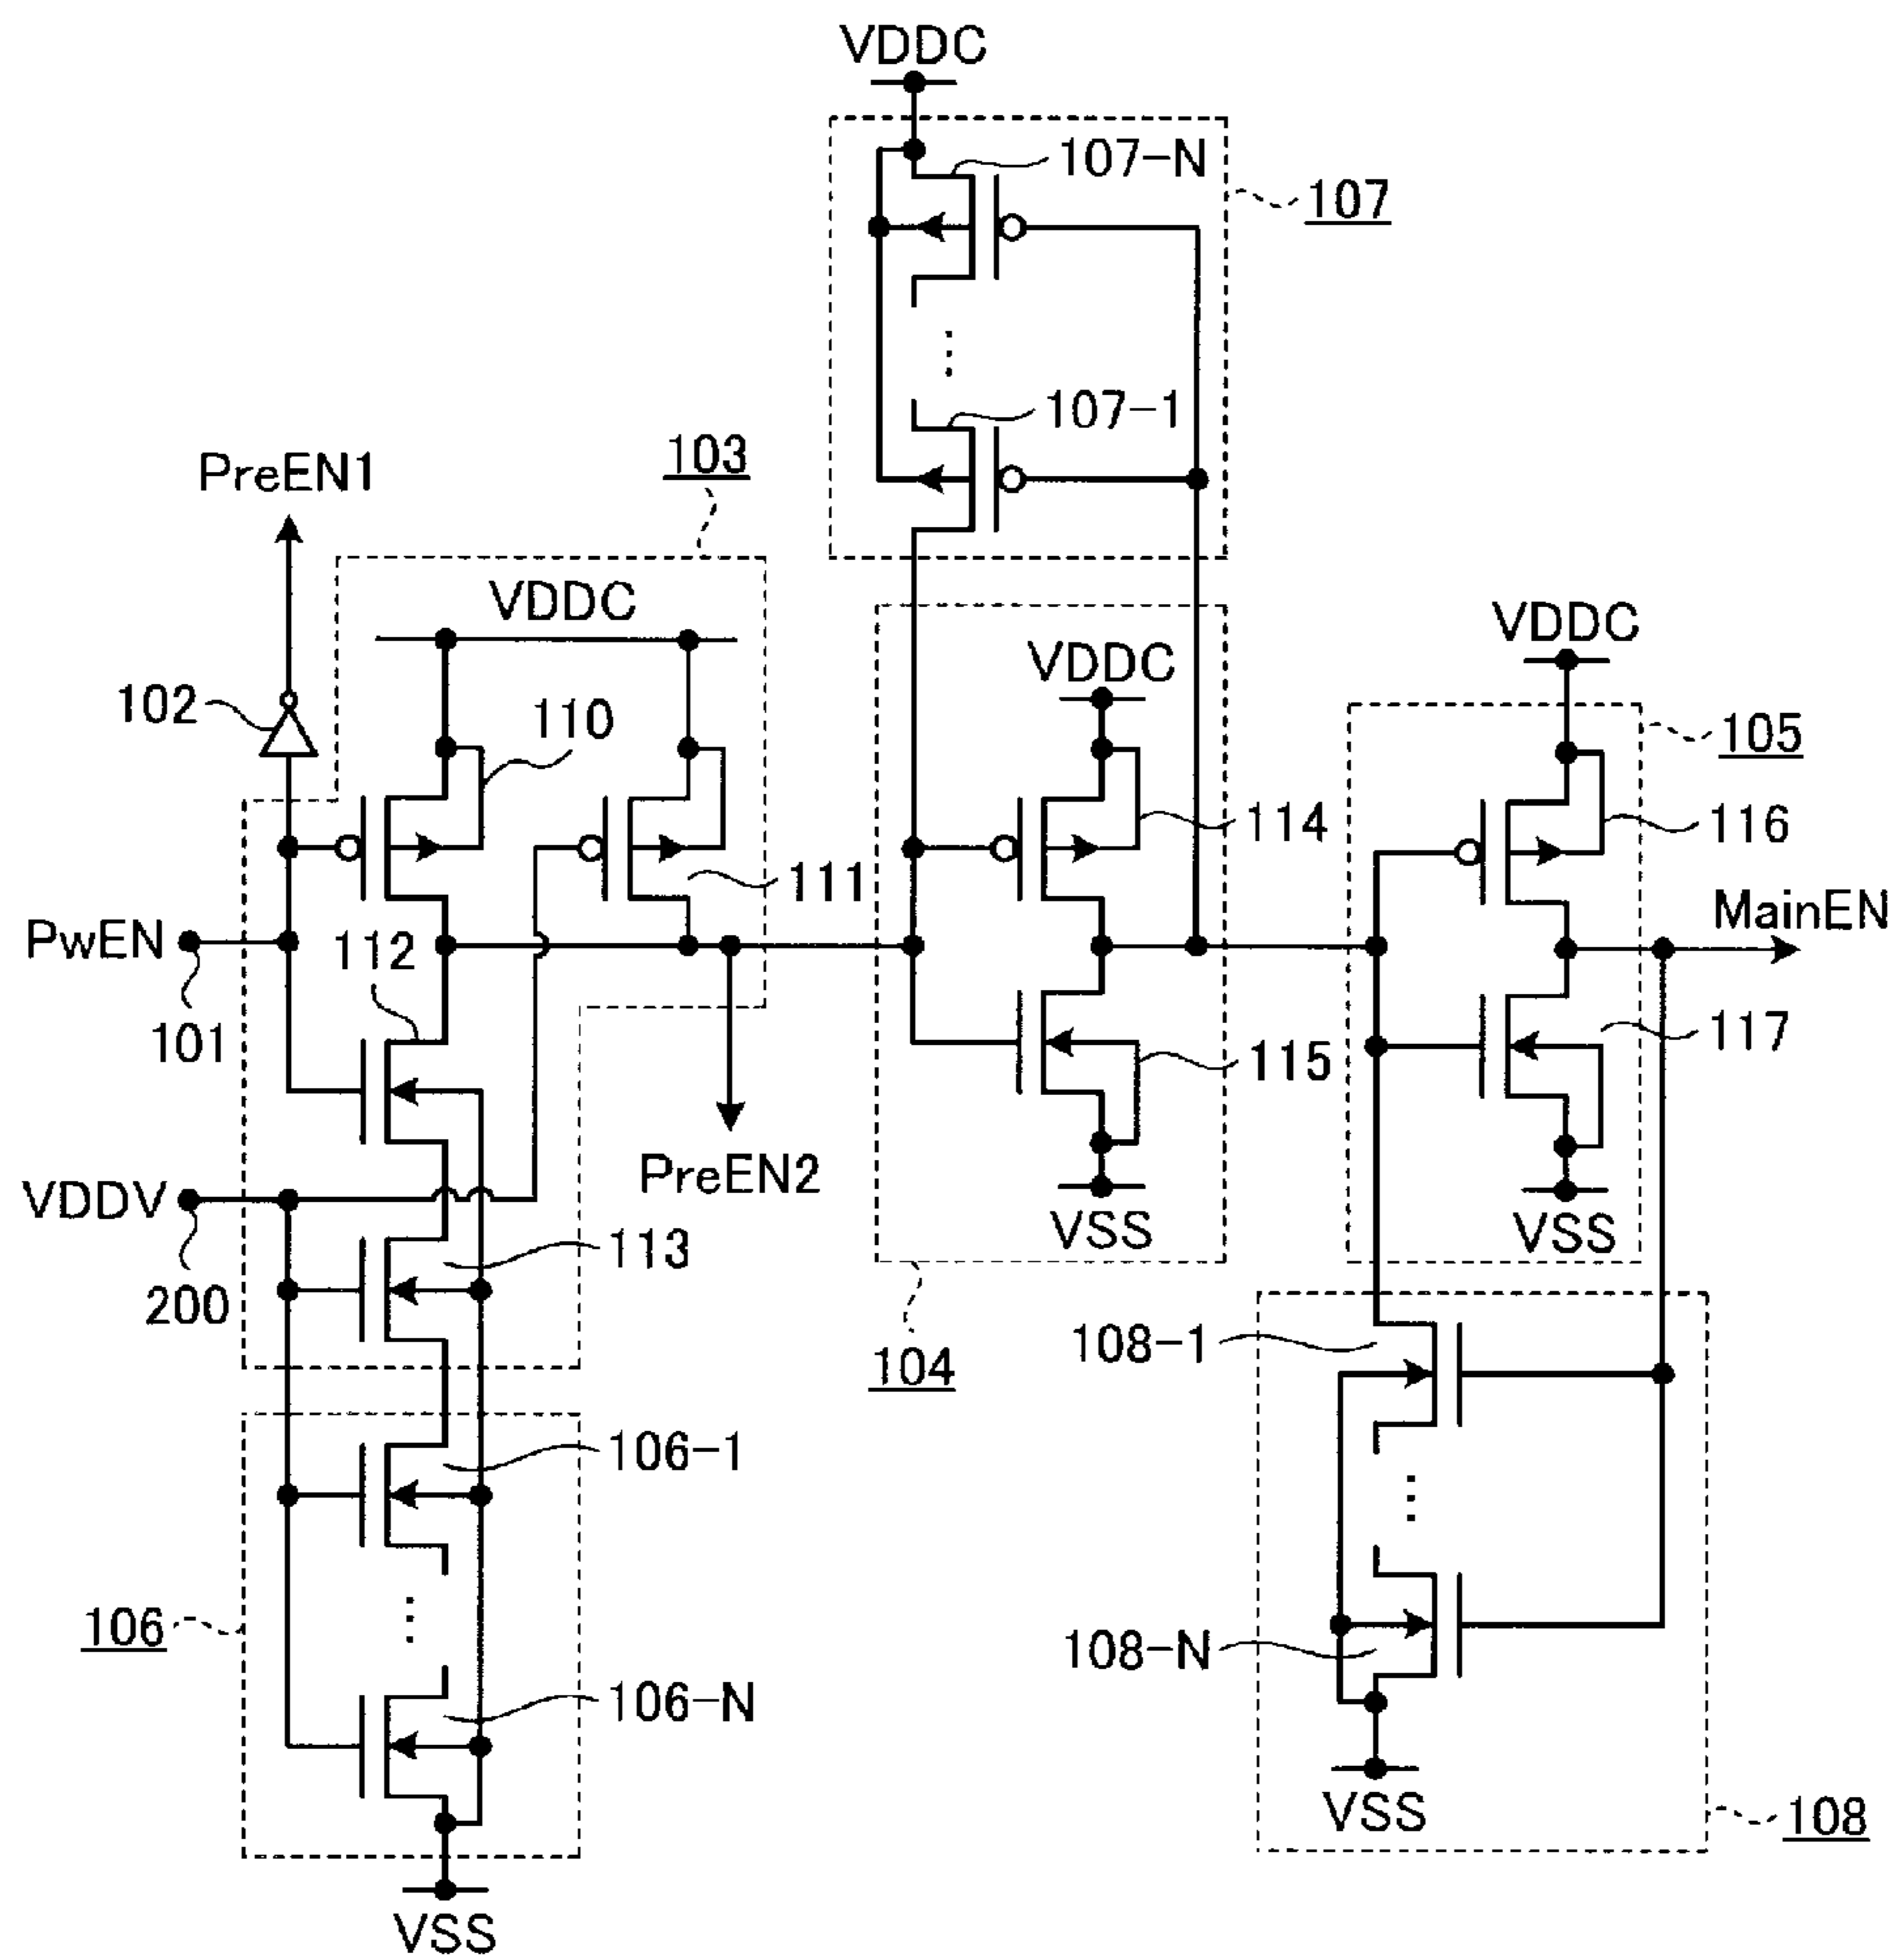 VDDC
107-N
107
107-1
PreEN1
103
VDDC
102
110
VDDC
VDDC
105
114
116
111
PwEN
112
MainEN
101
117
115
VDDV
PreEN2
VSS
VSS
200
113
104
108-1
106-1
106
108-N
106-N
VSS
108
VSS